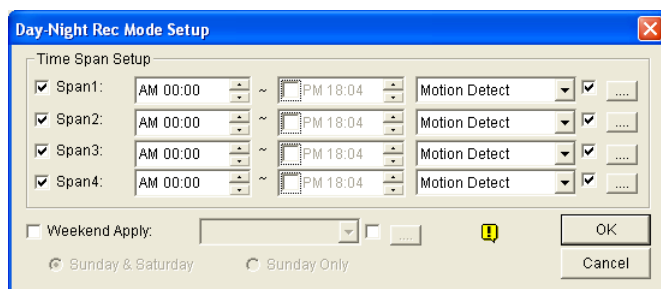 Day-Night Rec Mode Setup
Time Span Setup
Span1: AM 00:00 ~ PM 18:04 Motion Detect ....
Span2: AM 00:00 ~ PM 18:04 Motion Detect ....
Span3: AM 00:00 ~ PM 18:04 Motion Detect ....
Span4: AM 00:00 ~ PM 18:04 Motion Detect ....
Weekend Apply: .... ! OK
Sunday & Saturday Sunday Only Cancel